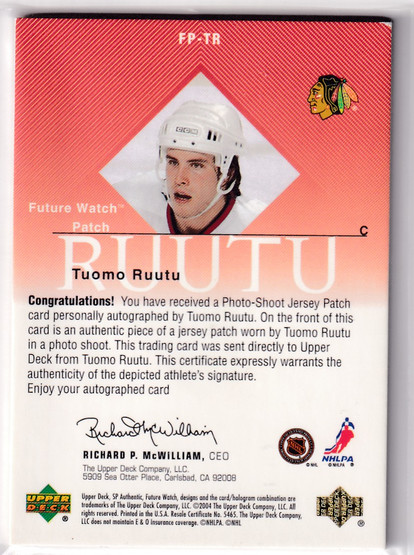 FP-TR
Future Watch™
Patch
C
RUUTU
Tuomo Ruutu
Congratulations! You have received a Photo-Shoot Jersey Patch
card personally autographed by Tuomo Ruutu. On the front of this
card is an authentic piece of a jersey patch worn by Tuomo Ruutu
in a photo shoot. This trading card was sent directly to Upper
Deck from Tuomo Ruutu. This certificate expressly warrants the
authenticity of the depicted athlete's signature.
Enjoy your autographed card
Richard McWilliam
RICHARD P. McWILLIAM, CEO
The Upper Deck Company, LLC.
5909 Sea Otter Place, Carlsbad, CA 92008
©NHL
NHLPA
©NHLPA
UPPER
DECK
®
Upper Deck, SP Authentic, Future Watch, designs and the card/hologram combination are
trademarks of The Upper Deck Company, LLC. ©2004 The Upper Deck Company, LLC. All
rights reserved. Printed in the U.S.A. Resale Certificate No. 5465. The Upper Deck Company,
LLC does not maintain E & O insurance coverage. ©NHLPA. ©NHL